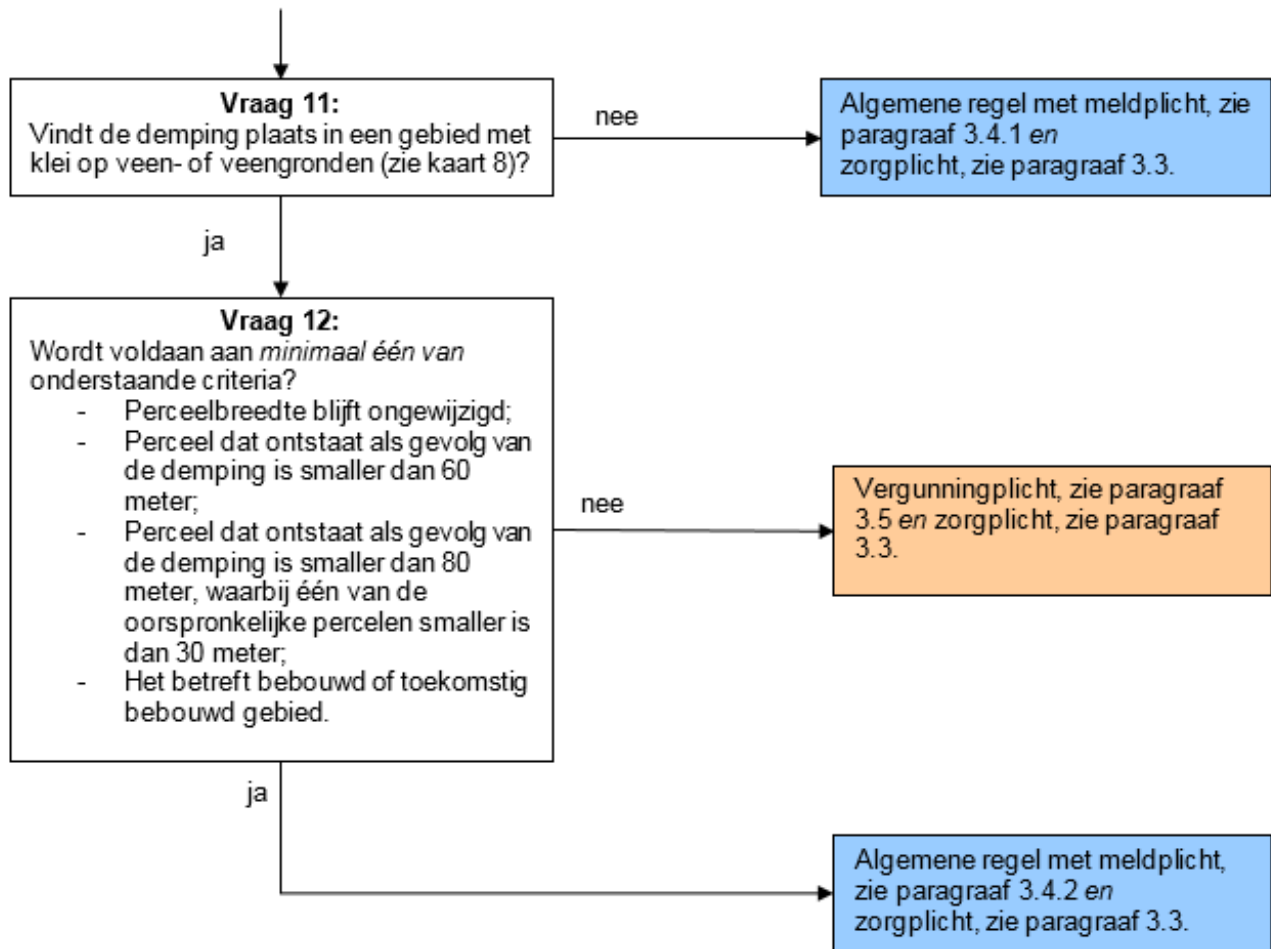 Vraag 11:
Vindt de demping plaats in een gebied met
klei op veen- of veengronden (zie kaart 8)?
nee
Algemene regel met meldplicht, zie
paragraaf 3.4.1 en
zorgplicht, zie paragraaf 3.3.
ja
Vraag 12:
Wordt voldaan aan minimaal één van
onderstaande criteria?
- Perceelbreedte blijft ongewijzigd;
- Perceel dat ontstaat als gevolg van
de demping is smaller dan 60
meter;
- Perceel dat ontstaat als gevolg van
de demping is smaller dan 80
meter, waarbij één van de
oorspronkelijke percelen smaller is
dan 30 meter;
- Het betreft bebouwd of toekomstig
bebouwd gebied.
nee
Vergunningplicht, zie paragraaf
3.5 en zorgplicht, zie paragraaf
3.3.
ja
Algemene regel met meldplicht,
zie paragraaf 3.4.2 en
zorgplicht, zie paragraaf 3.3.